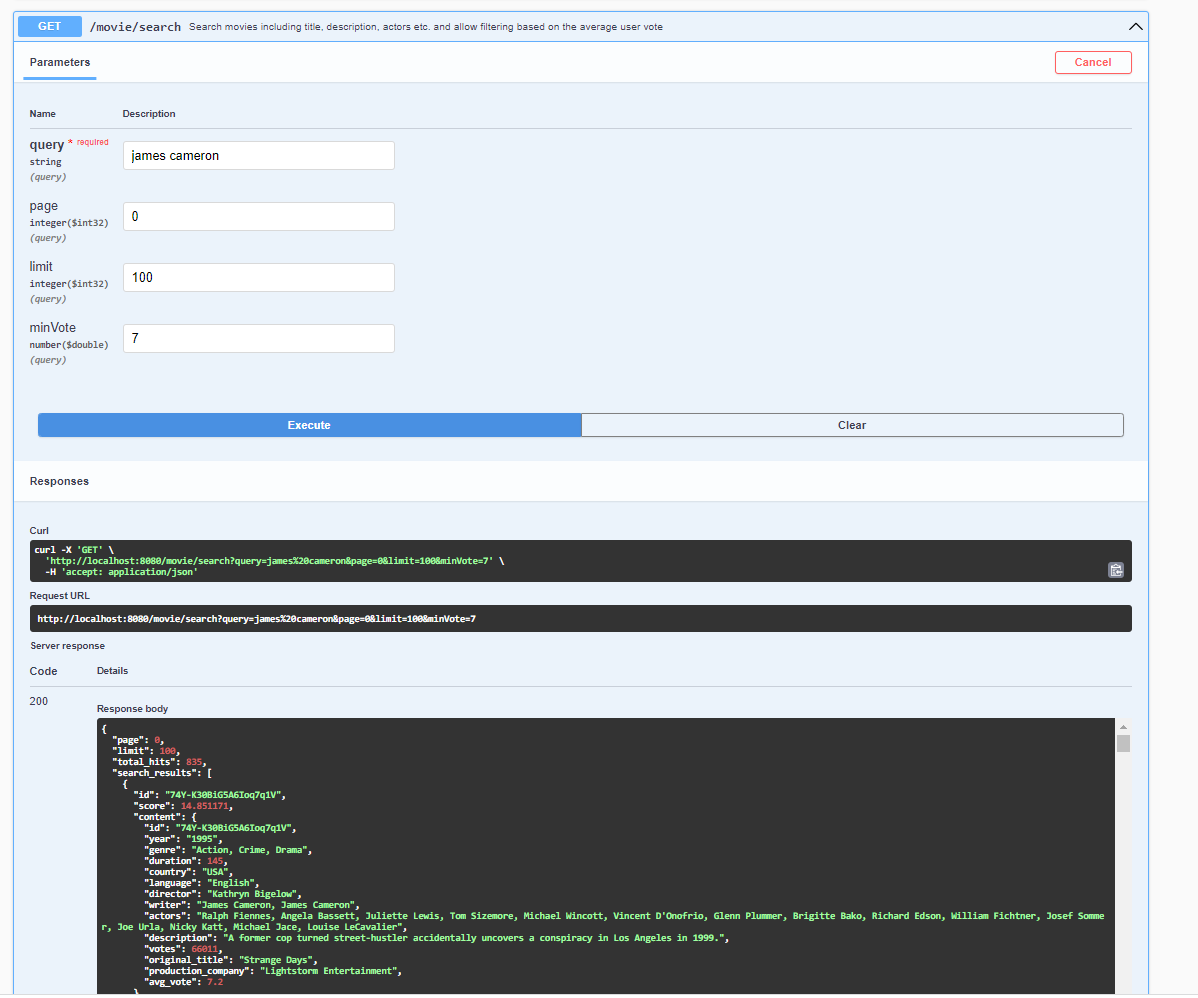 GET /movie/search Search movies including title, description, actors etc. and allow filtering based on the average user vote
Parameters Cancel
Name Description
query * required
string
(query)
james cameron
page
integer($int32)
(query)
0
limit
integer($int32)
(query)
100
minVote
number($double)
(query)
7
Execute Clear
Responses
Curl
curl -X 'GET' \
'http://localhost:8080/movie/search?query=james%20cameron&page=0&limit=100&minVote=7' \
-H 'accept: application/json'
Request URL
http://localhost:8080/movie/search?query=james%20cameron&page=0&limit=100&minVote=7
Server response
Code Details
200
Response body
{
"page": 0,
"limit": 100,
"total_hits": 835,
"search_results": [
{
"id": "74Y-K30BiG5A6Ioq7q1V",
"score": 14.851171,
"content": {
"id": "74Y-K30BiG5A6Ioq7q1V",
"year": "1995",
"genre": "Action, Crime, Drama",
"duration": 145,
"country": "USA",
"language": "English",
"director": "Kathryn Bigelow",
"writer": "James Cameron, James Cameron",
"actors": "Ralph Fiennes, Angela Bassett, Juliette Lewis, Tom Sizemore, Michael Wincott, Vincent D'Onofrio, Glenn Plummer, Brigitte Bako, Richard Edson, William Fichtner, Josef Somme
r, Joe Urla, Nicky Katt, Michael Jace, Louise LeCavalier",
"description": "A former cop turned street-hustler accidentally uncovers a conspiracy in Los Angeles in 1999.",
"votes": 66011,
"original_title": "Strange Days",
"production_company": "Lightstorm Entertainment",
"avg_vote": 7.2
}